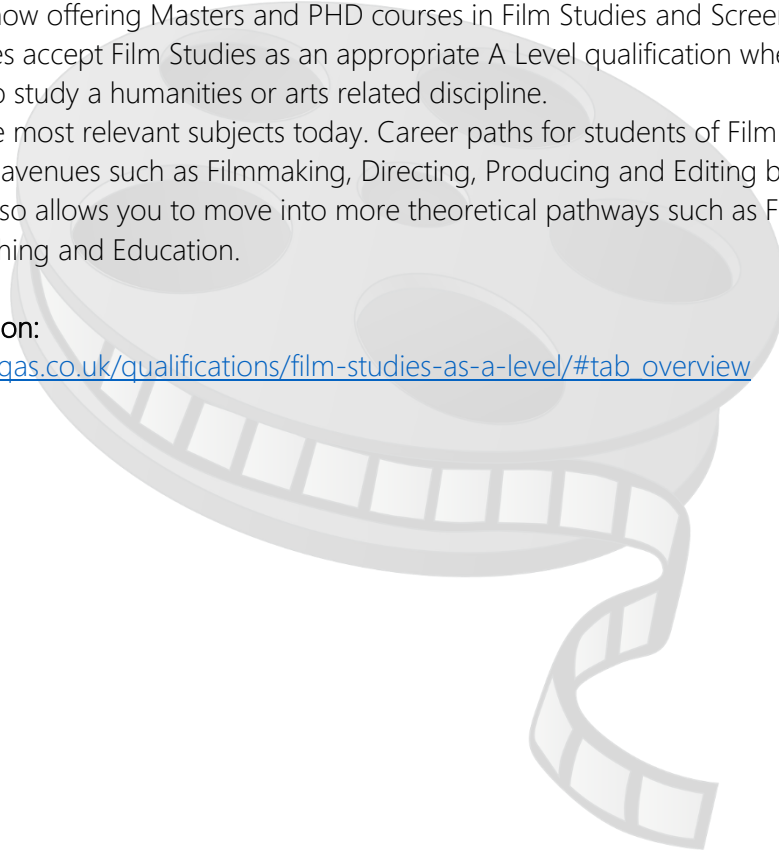 now offering Masters and PHD courses in Film Studies and Screen
es accept Film Studies as an appropriate A Level qualification whe
o study a humanities or arts related discipline.
e most relevant subjects today. Career paths for students of Film
avenues such as Filmmaking, Directing, Producing and Editing b
so allows you to move into more theoretical pathways such as F
ning and Education.
on:
qas.co.uk/qualifications/film-studies-as-a-level/#tab_overview